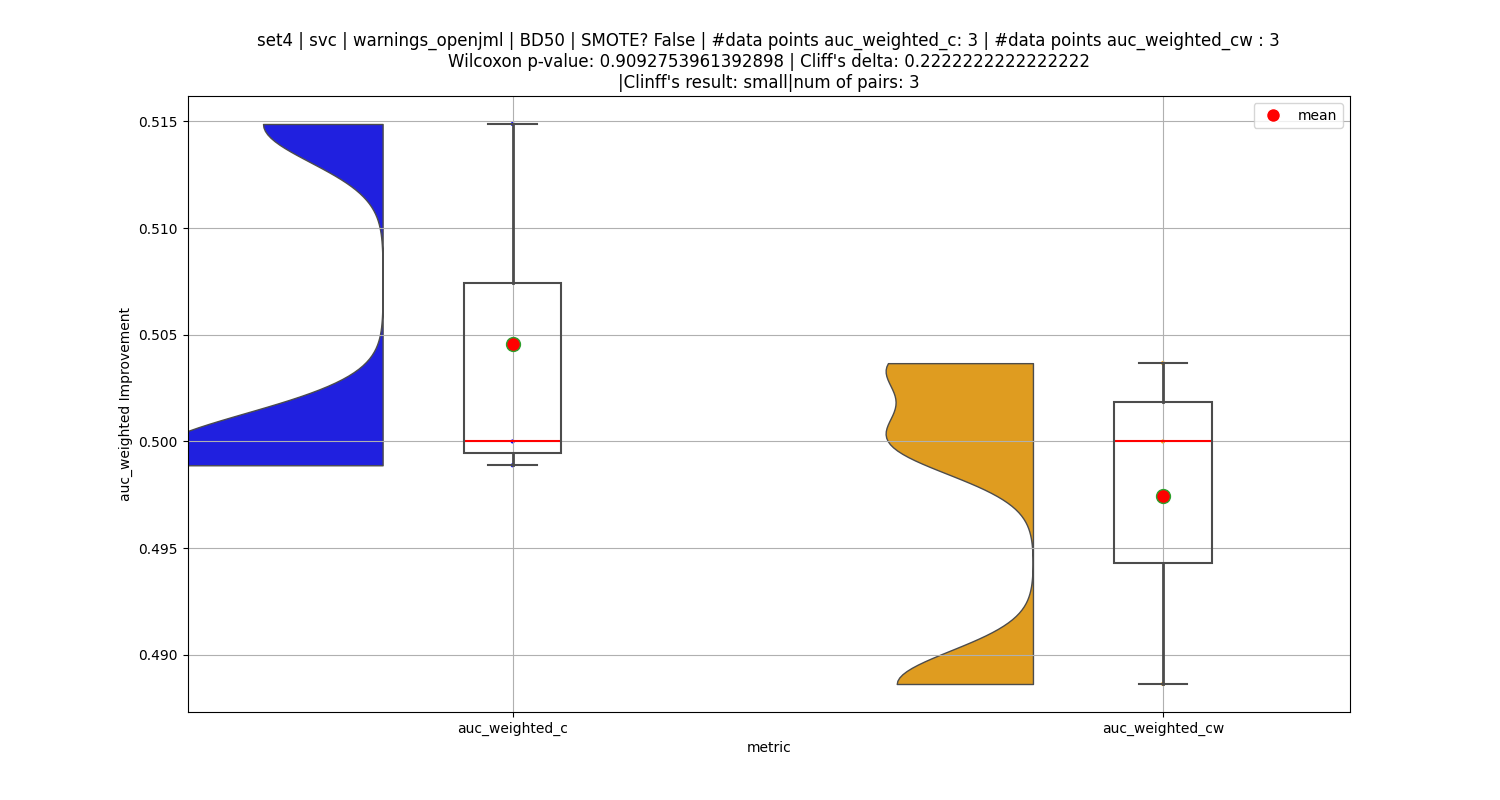 set4 | svc | warnings_openjml | BD50 | SMOTE? False | #data points auc_weighted_c: 3 | #data points auc_weighted_cw : 3
Wilcoxon p-value: 0.9092753961392898 | Cliff's delta: 0.2222222222222222
|Clinff's result: small|num of pairs: 3
mean
0.515
0.510
0.505
0.500
0.495
0.490
auc_weighted Improvement
auc_weighted_c
auc_weighted_cw
metric